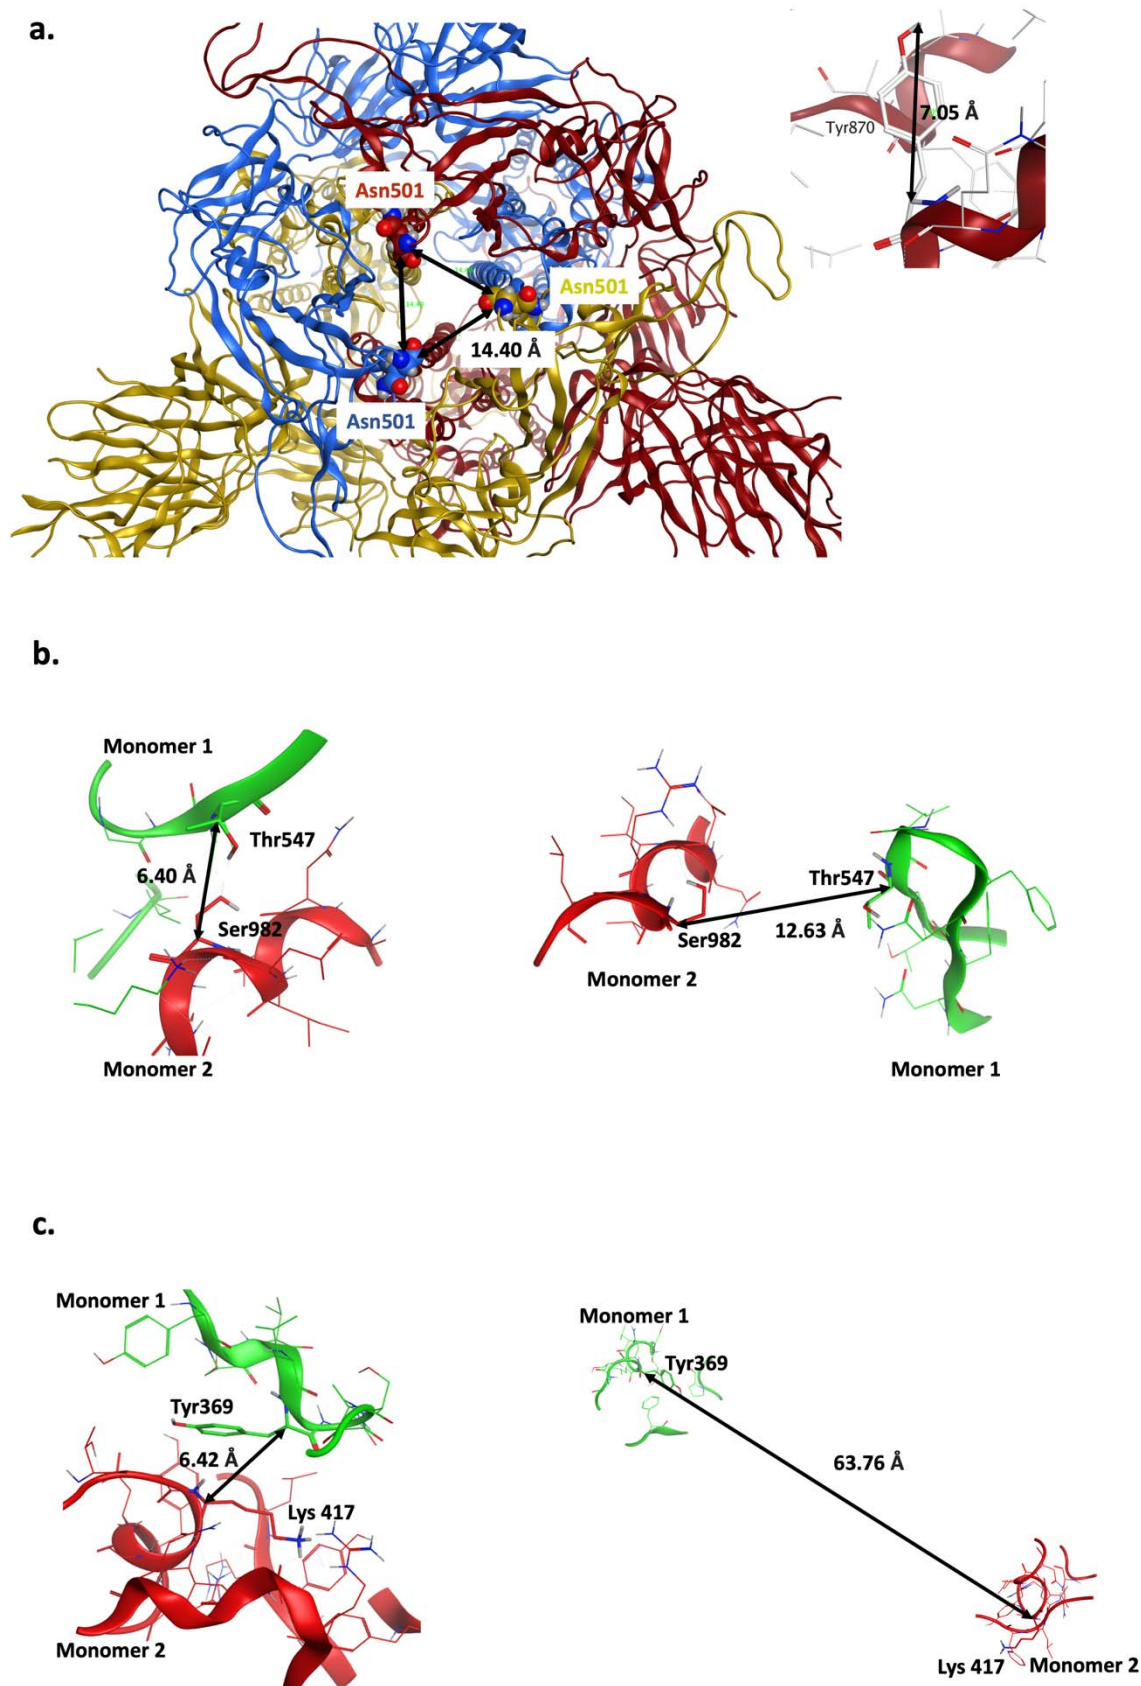 a.
7.05 Å
Tyr870
Asn501
Asn501
14.40 Å
Asn501
b.
Monomer 1
Thr547
6.40 Å
Ser982
Monomer 2
Thr547
Ser982
12.63 Å
Monomer 2
Monomer 1
c.
Monomer 1
Tyr369
6.42 Å
Lys 417
Monomer 2
Monomer 1
Tyr369
63.76 Å
Lys 417
Monomer 2